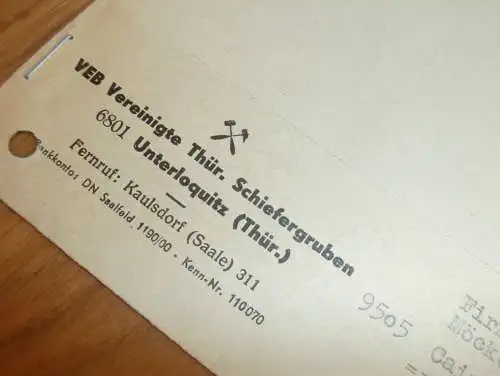 VEB Vereinigte Thür. Schiefergruben
6801 Unterloquitz (Thür.)
Fernruf: Kaulsdorf (Saale) 311
Bankkonto: DN Saalfeld 1190/00 - Kenn-Nr. 110070
9505